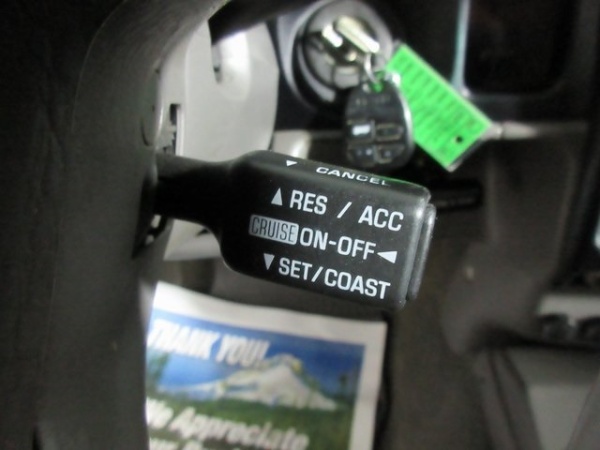 ▼ CANCEL
▲ RES / ACC
CRUISE ON-OFF ◄
▼ SET/COAST
THANK YOU!
We Appreciate